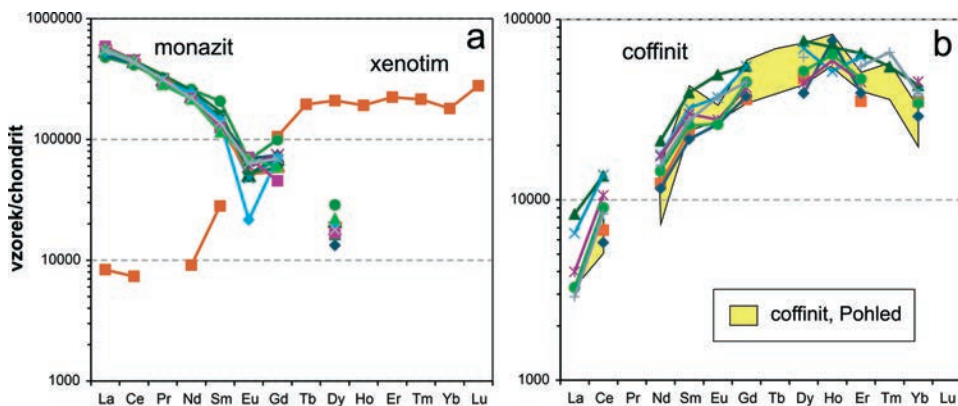 1000000
100000
10000
1000
vzorek/chondrit
monazit
a
xenotim
La Ce Pr Nd Sm Eu Gd Tb Dy Ho Er Tm Yb Lu
100000
10000
1000
coffinit
b
coffinit, Pohled
La Ce Pr Nd Sm Eu Gd Tb Dy Ho Er Tm Yb Lu